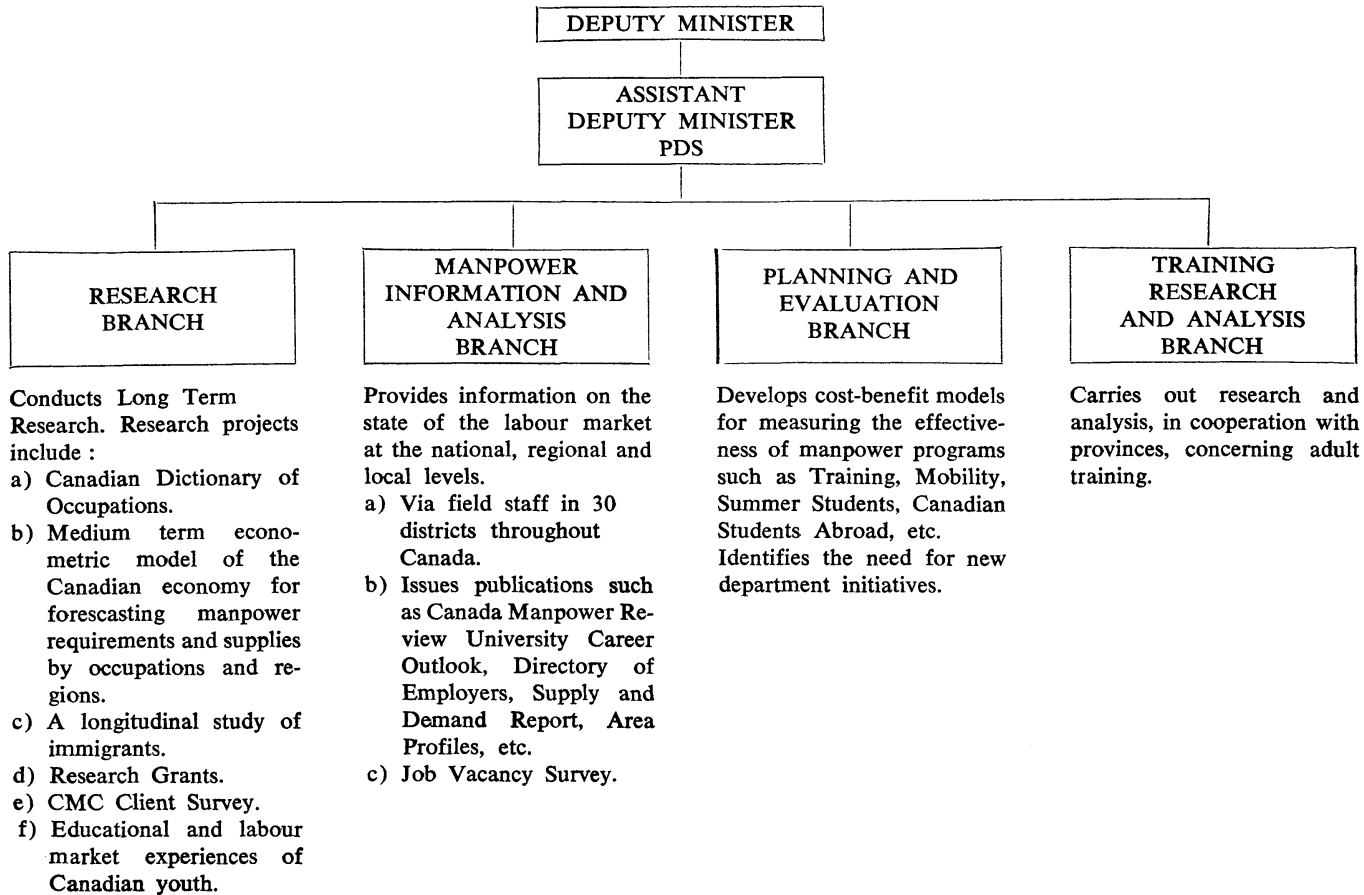 DEPUTY MINISTER
ASSISTANT
DEPUTY MINISTER
PDS
RESEARCH
BRANCH
Conducts Long Term
Research. Research projects
include :
a) Canadian Dictionary of
Occupations.
b) Medium term econo-
metric model of the
Canadian economy for
forescasting manpower
requirements and supplies
by occupations and re-
gions.
c) A longitudinal study of
immigrants.
d) Research Grants.
e) CMC Client Survey.
f) Educational and labour
market experiences of
Canadian youth.
MANPOWER
INFORMATION AND
ANALYSIS
BRANCH
Provides information on the
state of the labour market
at the national, regional and
local levels.
a) Via field staff in 30
districts throughout
Canada.
b) Issues publications such
as Canada Manpower Re-
view University Career
Outlook, Directory of
Employers, Supply and
Demand Report, Area
Profiles, etc.
c) Job Vacancy Survey.
PLANNING AND
EVALUATION
BRANCH
Develops cost-benefit models
for measuring the effective-
ness of manpower programs
such as Training, Mobility,
Summer Students, Canadian
Students Abroad, etc.
Identifies the need for new
department initiatives.
TRAINING
RESEARCH
AND ANALYSIS
BRANCH
Carries out research and
analysis, in cooperation with
provinces, concerning adult
training.